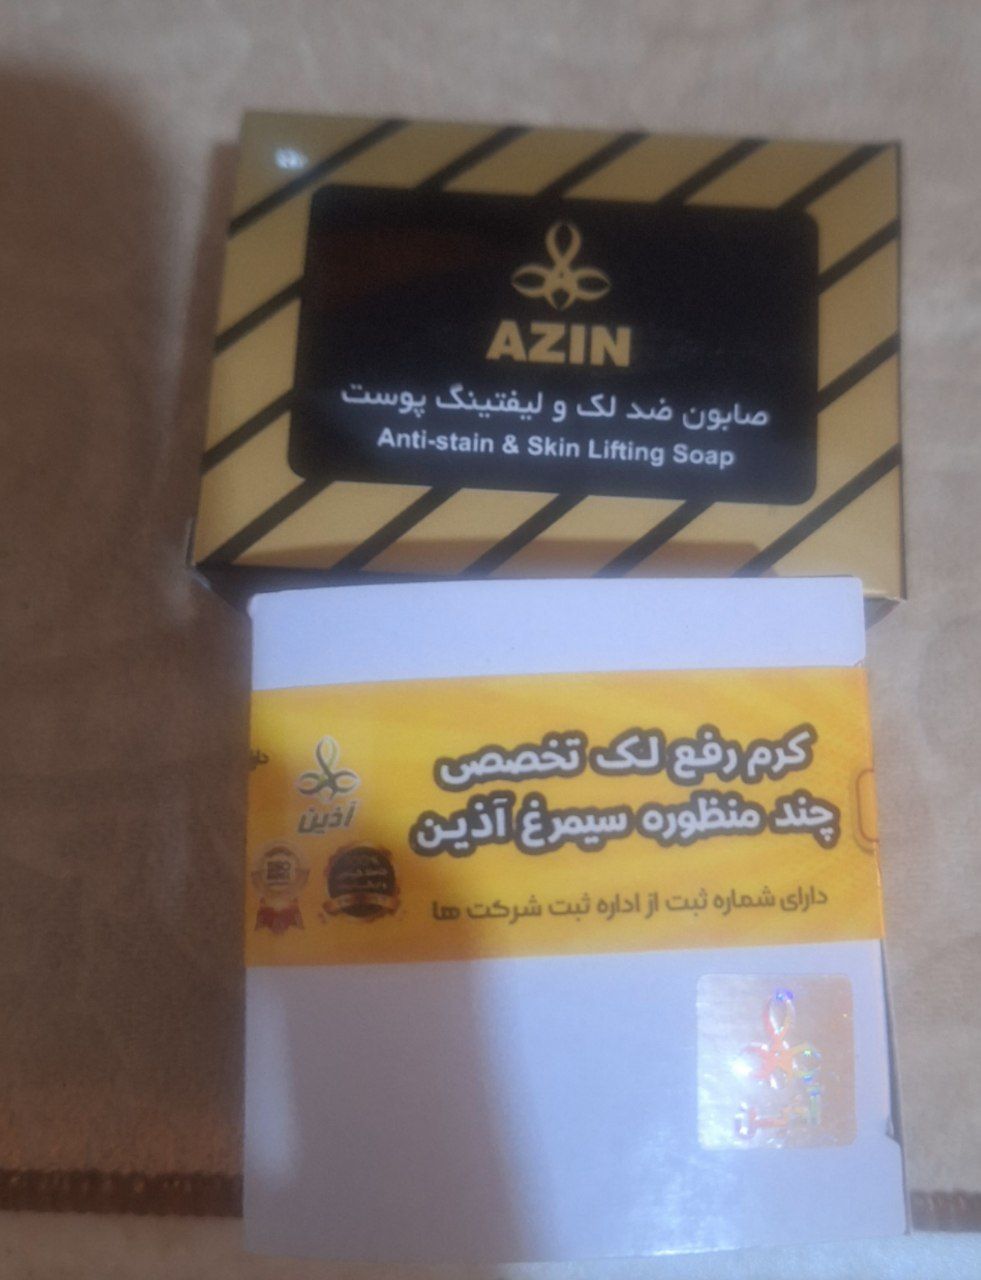 AZIN
صابون ضد لک و لیفتینگ پوست
Anti-stain & Skin Lifting Soap
کرم رفع لک تخصصی
چند منظوره سیمرغ آذین
آذین
دارای شماره ثبت از اداره ثبت شرکت ها